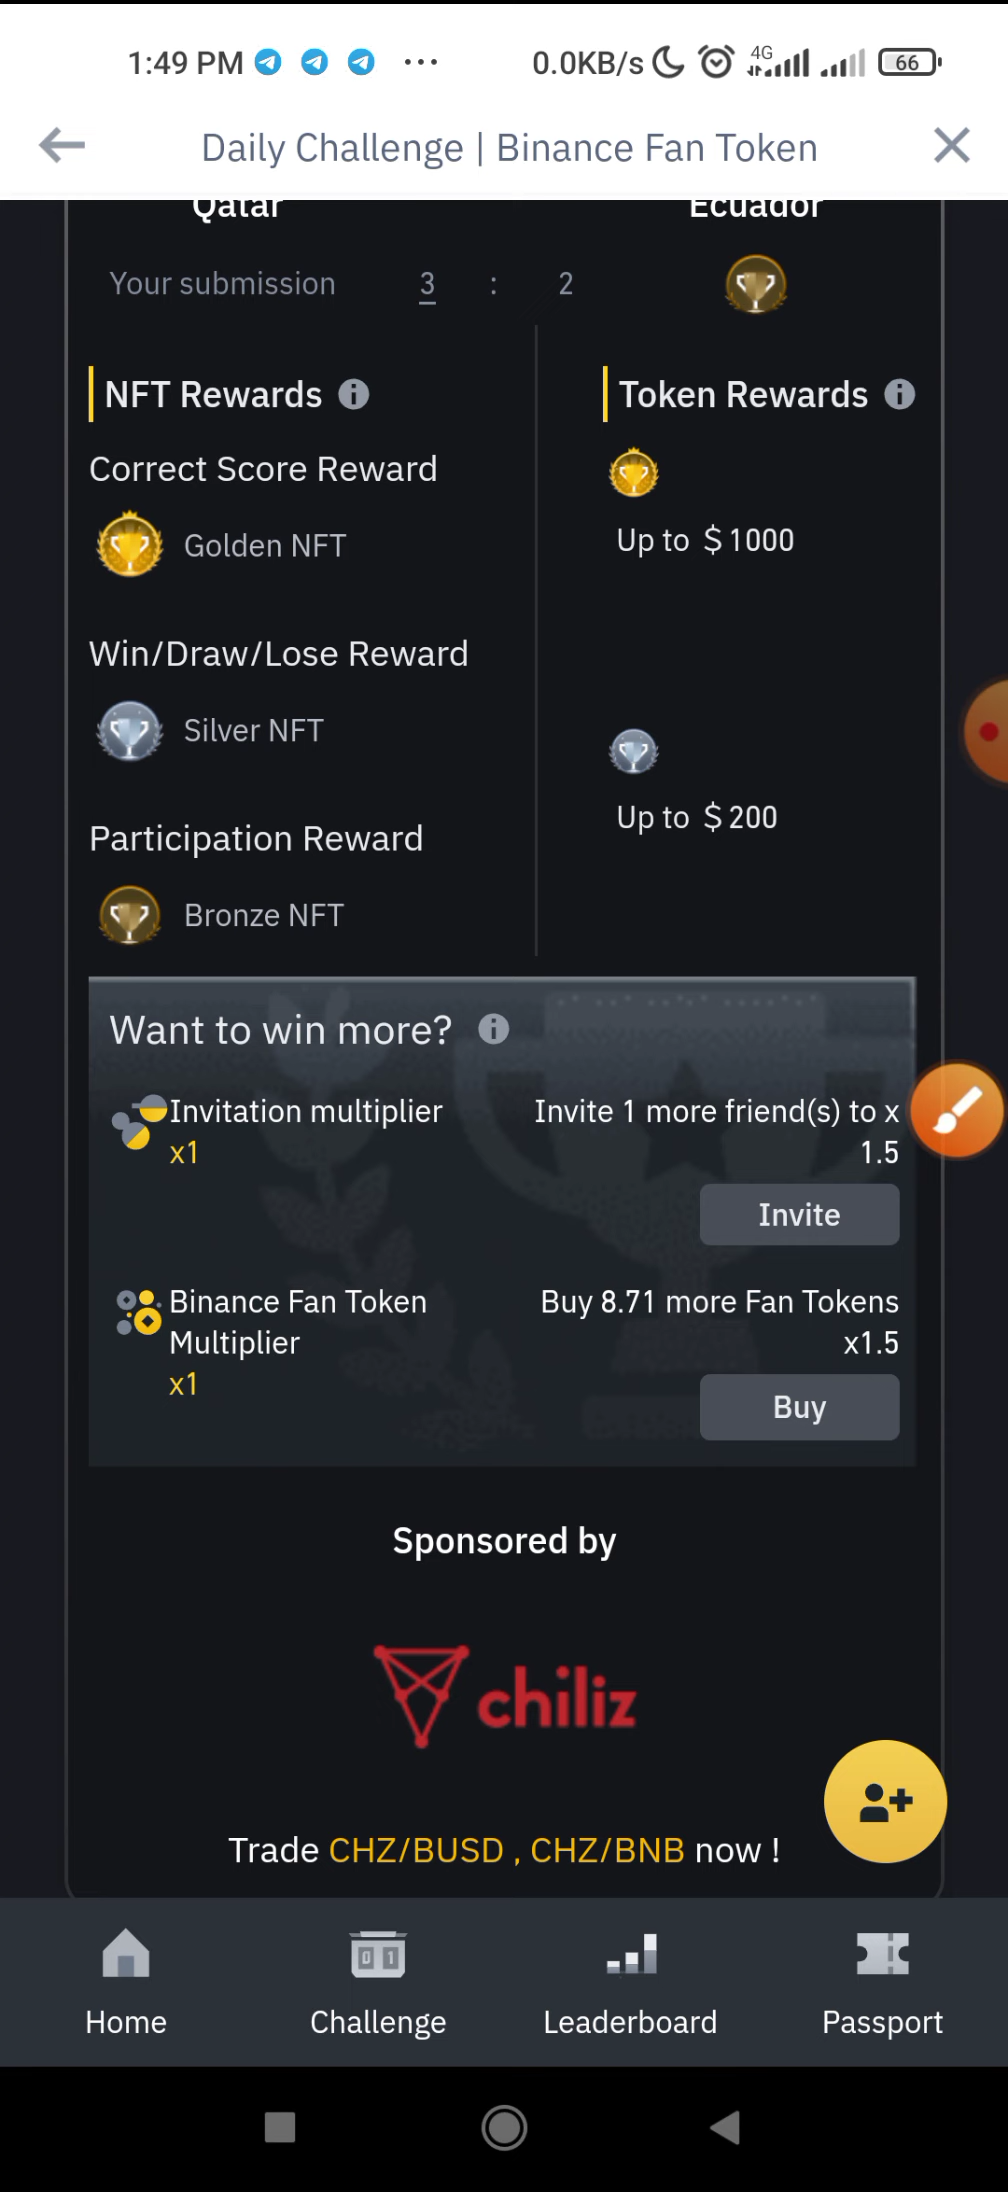 1:49 PM ... 0.0KB/s 4G 66
Daily Challenge | Binance Fan Token
Qatar Ecuador
Your submission 3 : 2
NFT Rewards
Correct Score Reward
Golden NFT
Win/Draw/Lose Reward
Silver NFT
Participation Reward
Bronze NFT
Token Rewards
Up to $1000
Up to $200
Want to win more?
Invitation multiplier
x1
Invite 1 more friend(s) to x
1.5
Invite
Binance Fan Token
Multiplier
x1
Buy 8.71 more Fan Tokens
x1.5
Buy
Sponsored by
chiliz
Trade CHZ/BUSD , CHZ/BNB now !
0 1
Home Challenge Leaderboard Passport